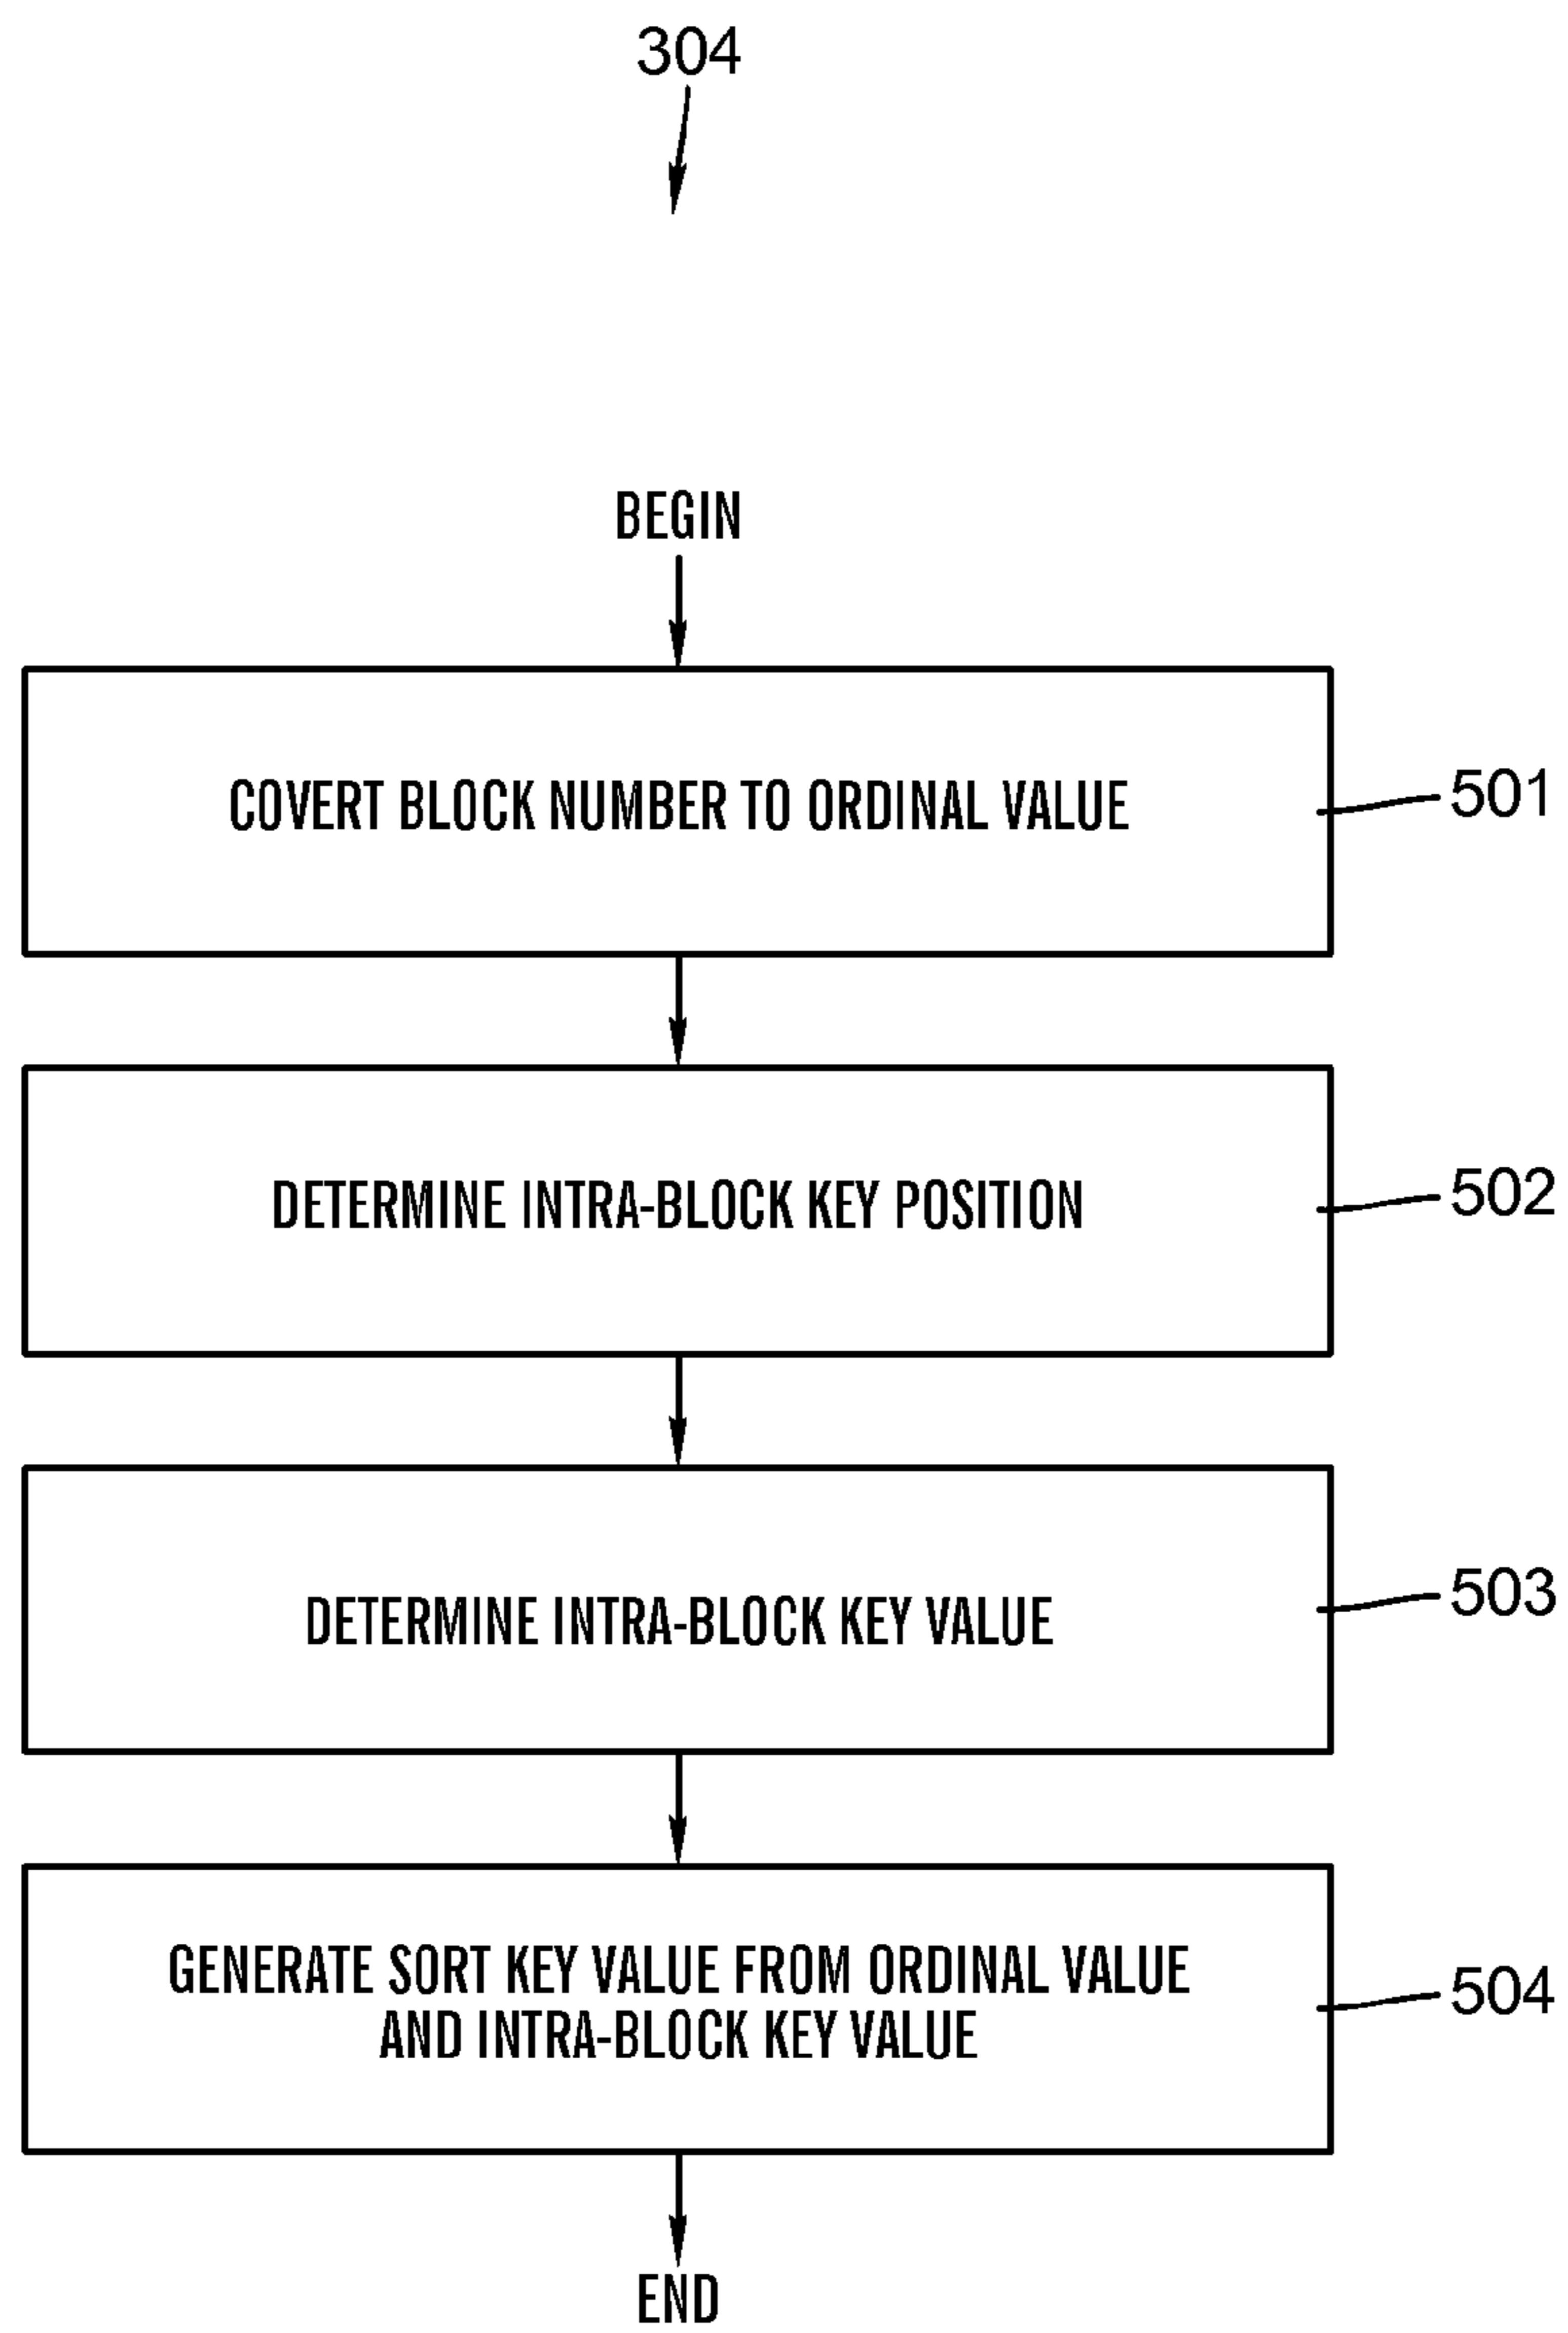 304
BEGIN
COVERT BLOCK NUMBER TO ORDINAL VALUE
501
DETERMINE INTRA-BLOCK KEY POSITION
502
DETERMINE INTRA-BLOCK KEY VALUE
503
GENERATE SORT KEY VALUE FROM ORDINAL VALUE
AND INTRA-BLOCK KEY VALUE
504
END